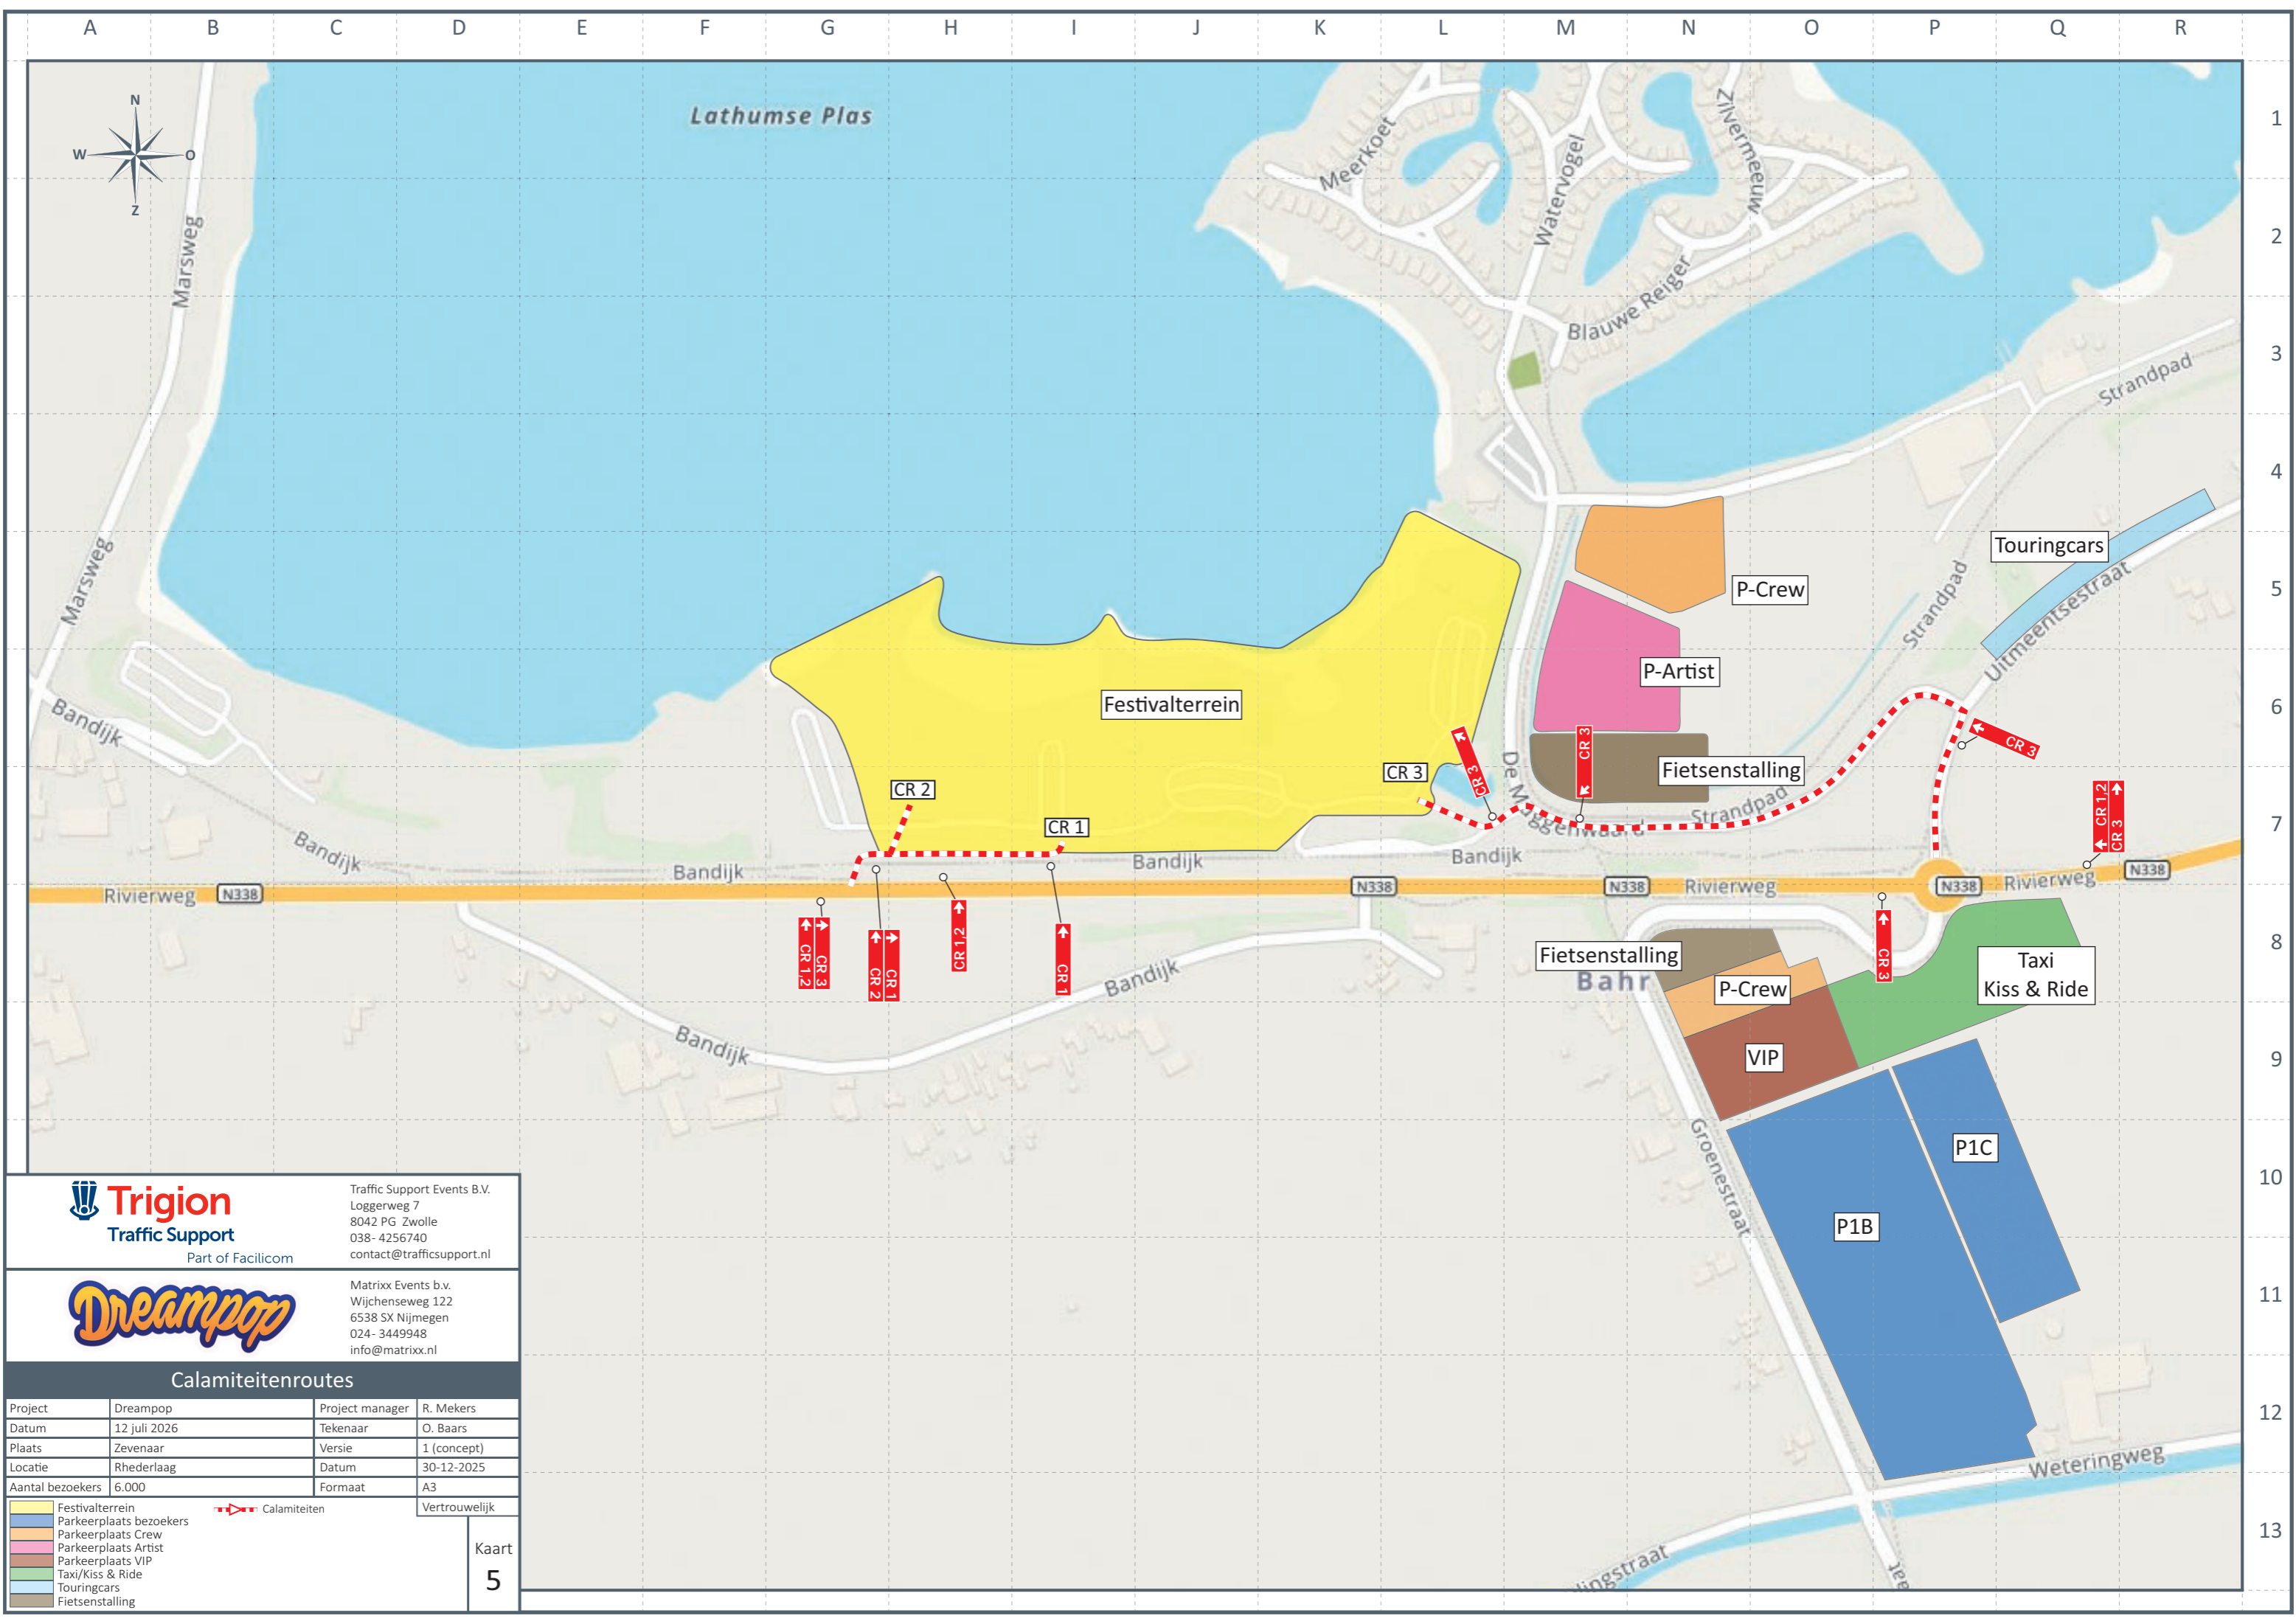 A B C D E F G H I J K L M N O P Q R
1
2
3
4
5
6
7
8
9
10
11
12
13
N
W
O
Z
Lathumse Plas
Marsweg
Marsweg
Meerkoet
Watervogel
Zilvermeeuw
Blauwe Reiger
Strandpad
Touringcars
Uitmeentsestraat
Strandpad
P-Crew
P-Artist
Festivalterrein
Fietsenstalling
Strandpad
De Muggenwaard
CR 3
CR 3
CR 3
CR 3
CR 1,2
CR 3
CR 2
CR 1
Bandijk
Bandijk
Bandijk
Bandijk
Bandijk
Rivierweg
N338
N338
N338
Rivierweg
N338
Rivierweg
N338
CR 1,2
CR 3
CR 2
CR 1
CR 1,2
CR 1
CR 3
Bandijk
Bandijk
Fietsenstalling
Bahr
P-Crew
VIP
Taxi
Kiss & Ride
P1C
P1B
Groenestraat
Weteringweg
lingstraat
aat
Trigion
Traffic Support
Part of Facilicom
Traffic Support Events B.V.
Loggerweg 7
8042 PG Zwolle
038- 4256740
contact@trafficsupport.nl
Dreampop
Matrixx Events b.v.
Wijchenseweg 122
6538 SX Nijmegen
024- 3449948
info@matrixx.nl
Calamiteitenroutes
Project Dreampop Project manager R. Mekers
Datum 12 juli 2026 Tekenaar O. Baars
Plaats Zevenaar Versie 1 (concept)
Locatie Rhederlaag Datum 30-12-2025
Aantal bezoekers 6.000 Formaat A3
Vertrouwelijk
Festivalterrein
Calamiteiten
Parkeerplaats bezoekers
Parkeerplaats Crew
Parkeerplaats Artist
Parkeerplaats VIP
Taxi/Kiss & Ride
Touringcars
Fietsenstalling
Kaart
5